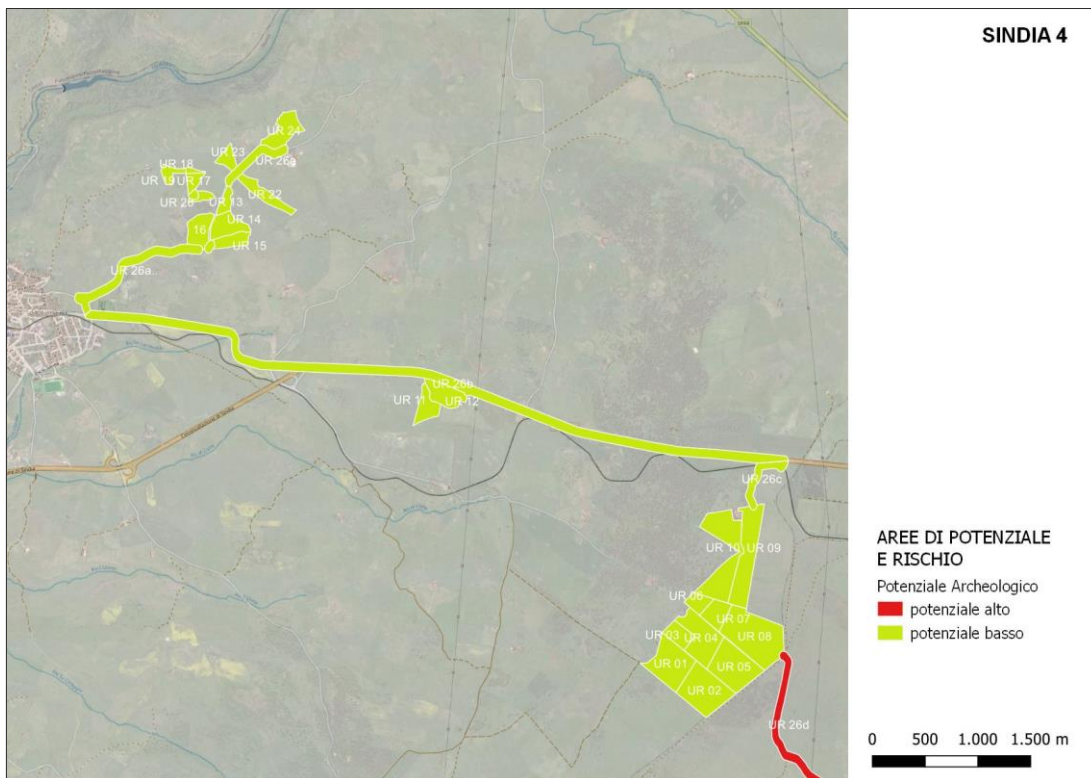 SINDIA 4
UR 24
UR 23
UR 26a
UR 18
UR 19
UR 17
UR 22
UR 20
UR 13
UR 14
16
UR 15
UR 26a..
UR 26b
UR 11
UR 12
UR 26c
UR 10
UR 09
UR 06
UR 07
UR 03
UR 04
UR 08
UR 01
UR 05
UR 02
UR 26d
AREE DI POTENZIALE
E RISCHIO
Potenziale Archeologico
potenziale alto
potenziale basso
0 500 1.000 1.500 m